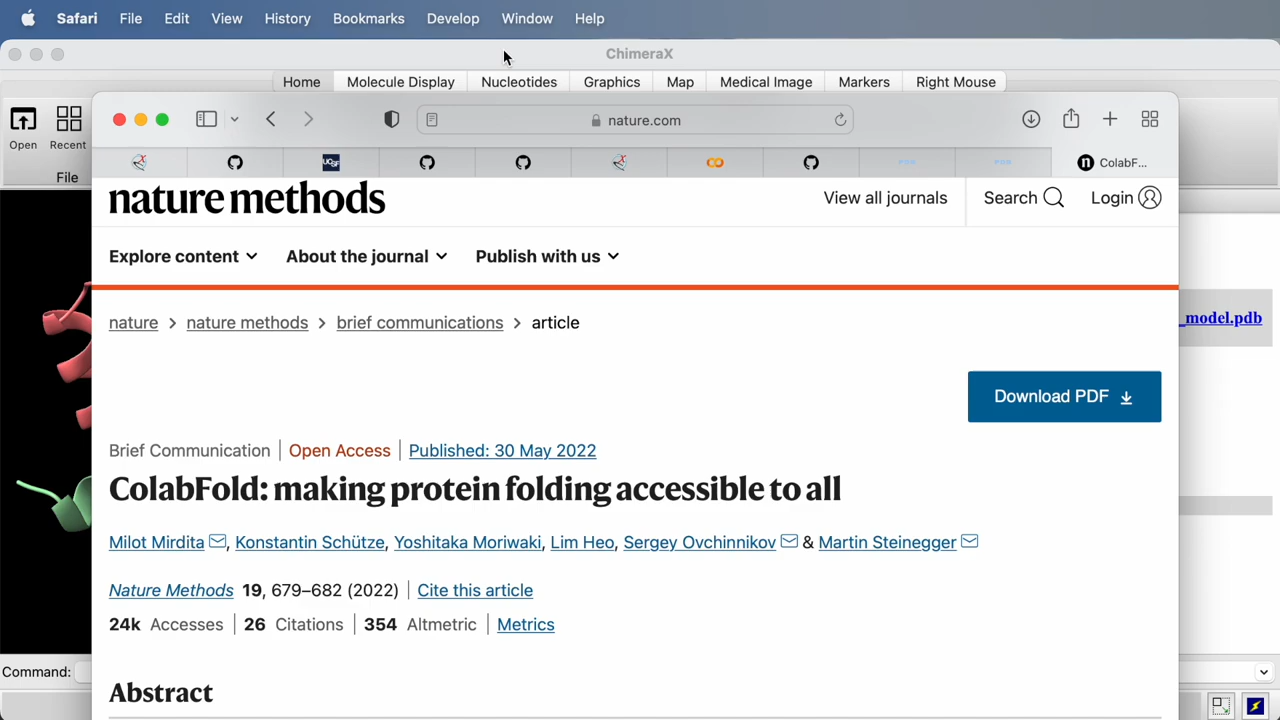 Safari File Edit View History Bookmarks Develop Window Help
ChimeraX
Home Molecule Display Nucleotides Graphics Map Medical Image Markers Right Mouse
Open Recent
File
nature.com
UCSF
n ColabF...
nature methods
View all journals Search Login
Explore content About the journal Publish with us
nature > nature methods > brief communications > article
_model.pdb
Download PDF
Brief Communication | Open Access | Published: 30 May 2022
ColabFold: making protein folding accessible to all
Milot Mirdita, Konstantin Schütze, Yoshitaka Moriwaki, Lim Heo, Sergey Ovchinnikov & Martin Steinegger
Nature Methods 19, 679–682 (2022) | Cite this article
24k Accesses | 26 Citations | 354 Altmetric | Metrics
Abstract
Command: